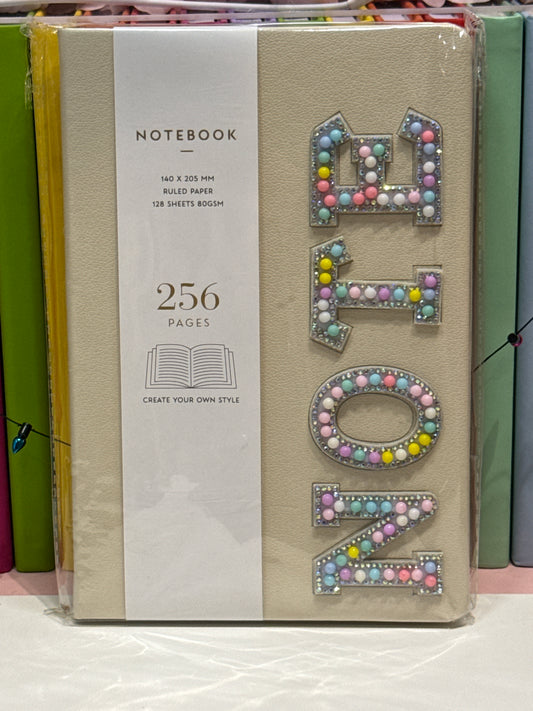 NOTEBOOK
140 X 205 MM
RULED PAPER
128 SHEETS 80GSM
256
PAGES
CREATE YOUR OWN STYLE
NOTE